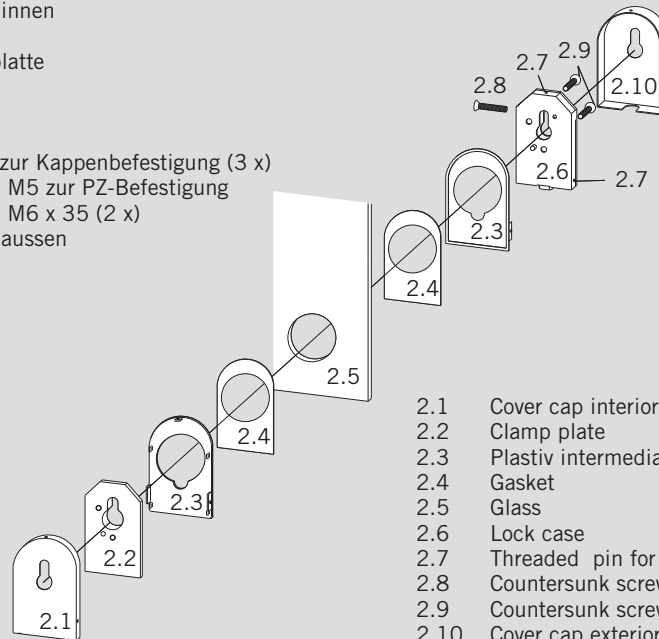 innen
zur Kappenbefestigung (3 x)
M5 zur PZ-Befestigung
M6 x 35 (2 x)
aussen
2.10
2.9
2.7
2.8
2.6
2.7
2.3
2.4
2.5
2.4
2.3
2.2
2.1
2.1 Cover cap interior
2.2 Clamp plate
2.3 Plastiv
2.4 Gasket
2.5 Glass
2.6 Lock case
2.7 Threaded pin for
2.8 Countersunk screw
2.9 Countersunk screw
2.10 Cover cap exterior